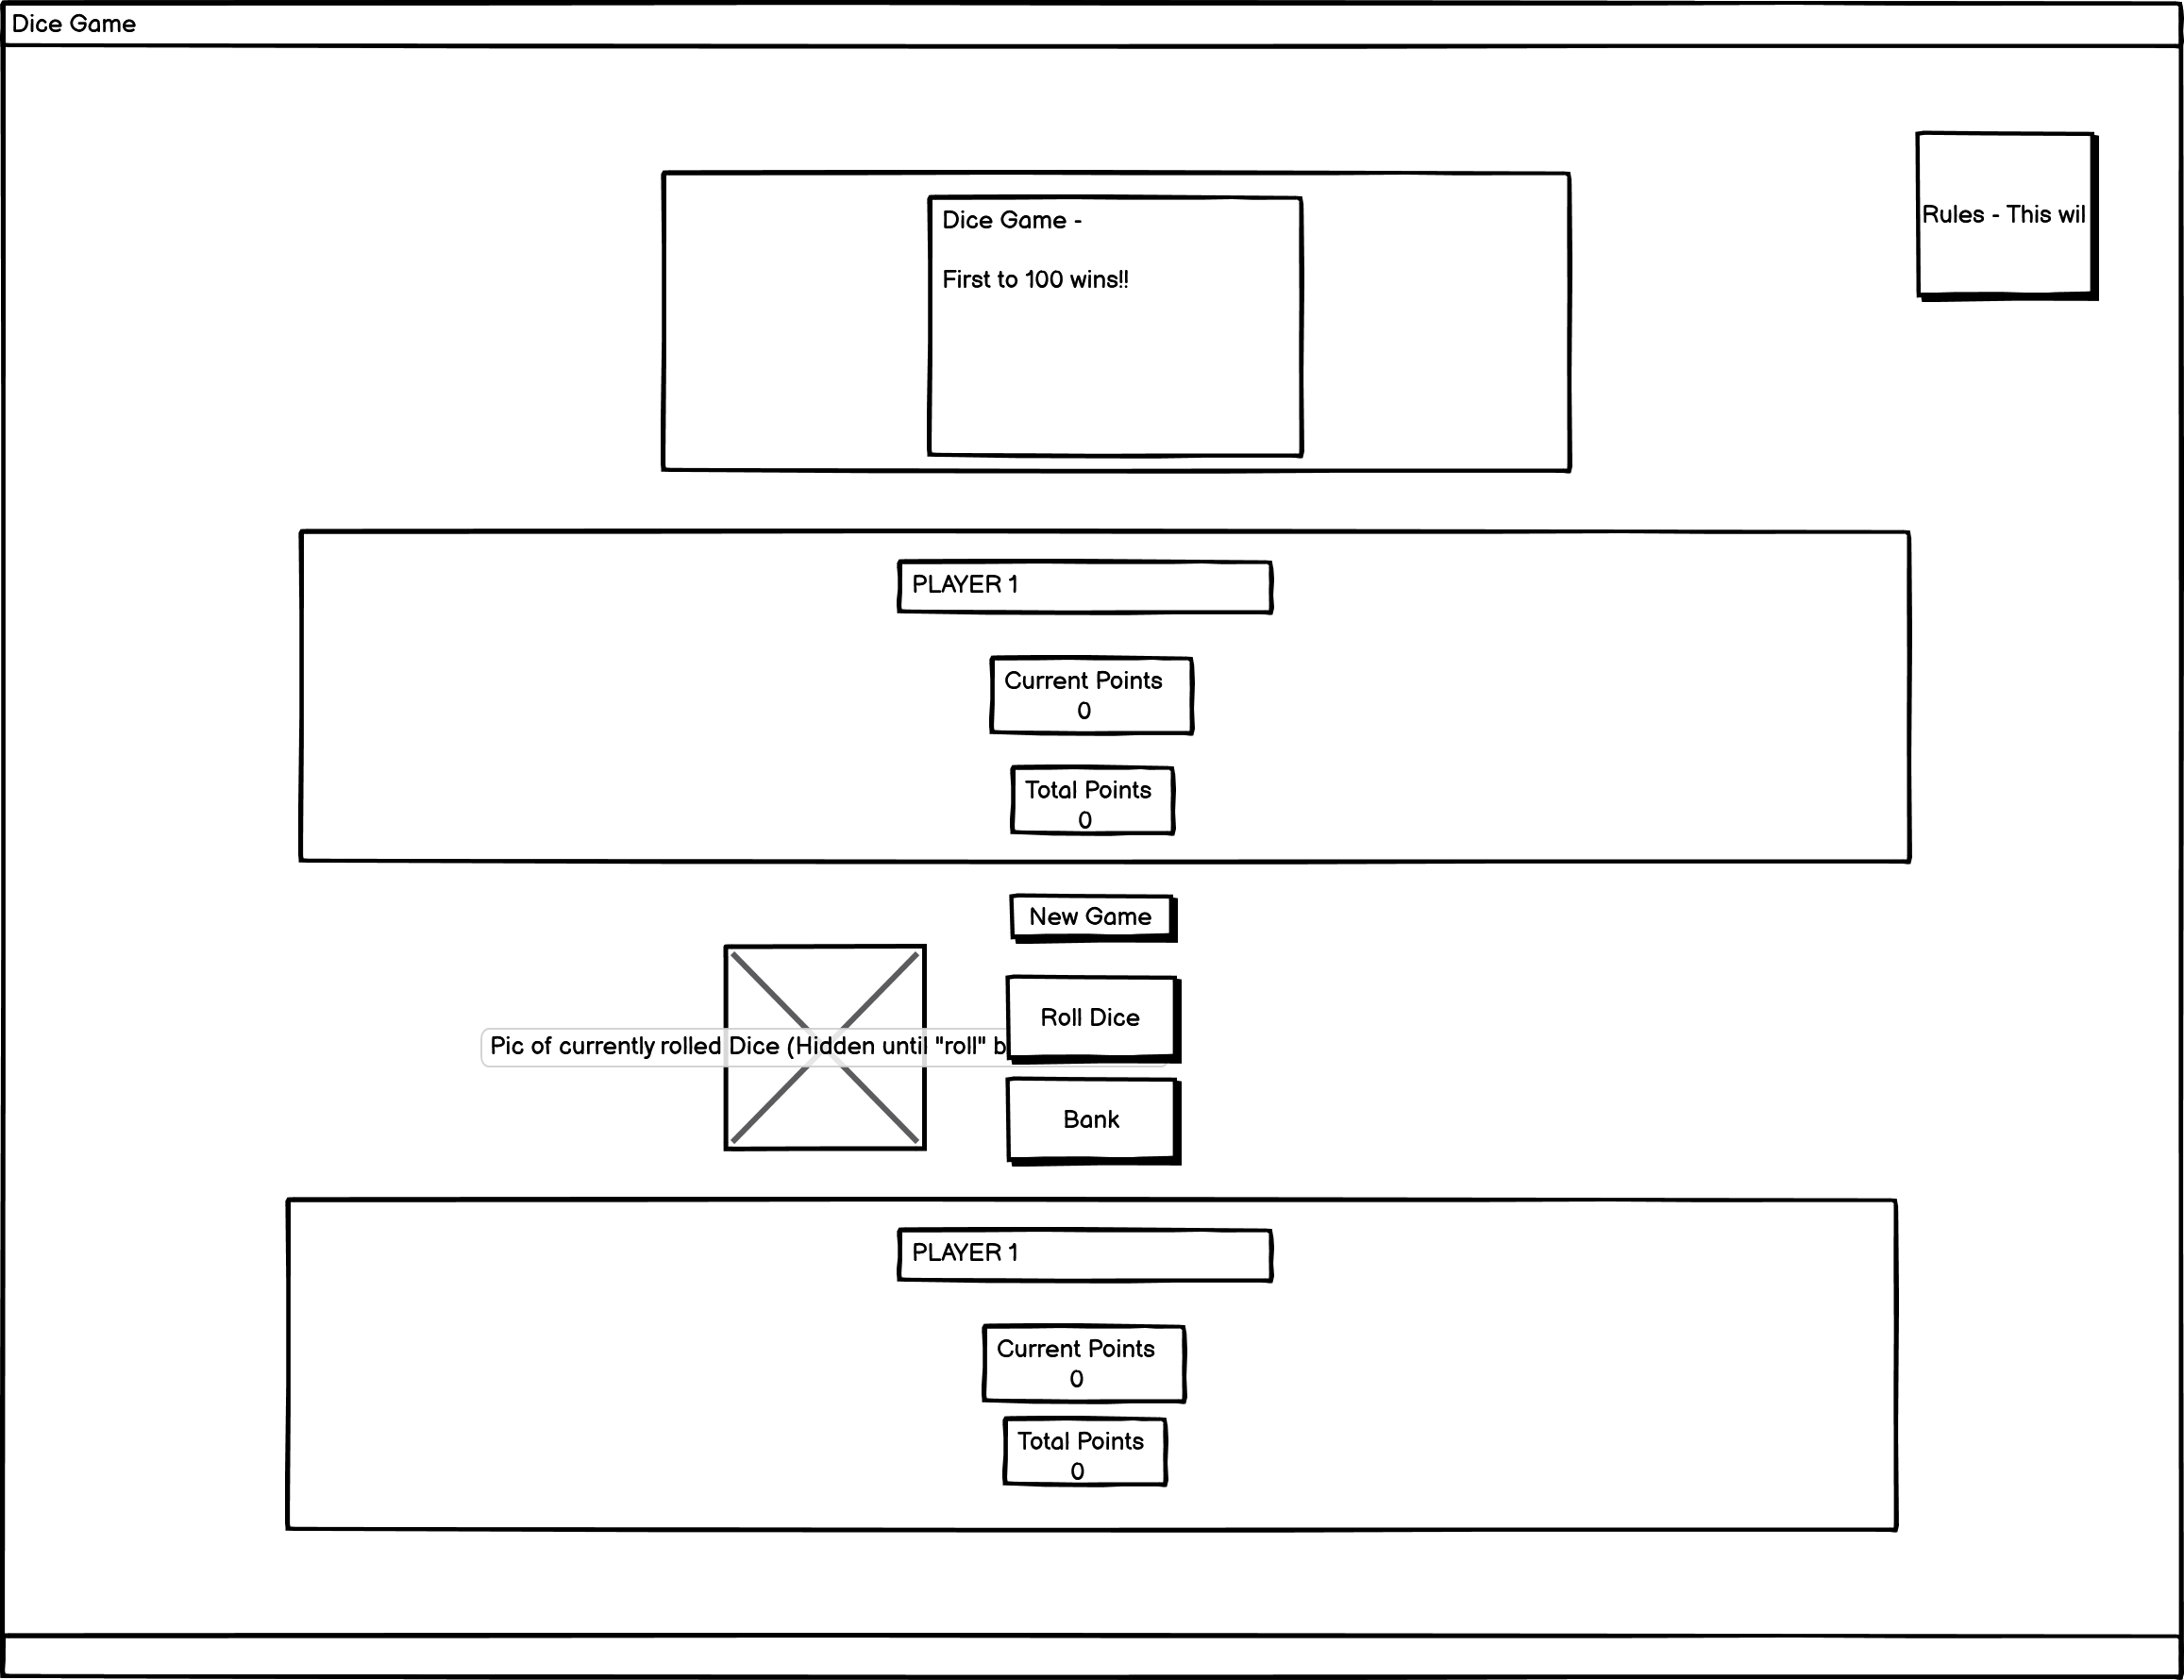 Dice Game
Rules - This wil
Dice Game -
First to 100 wins!!
PLAYER 1
Current Points
0
Total Points
0
New Game
Roll Dice
Pic of currently rolled Dice (Hidden until "roll" b
Bank
PLAYER 1
Current Points
0
Total Points
0